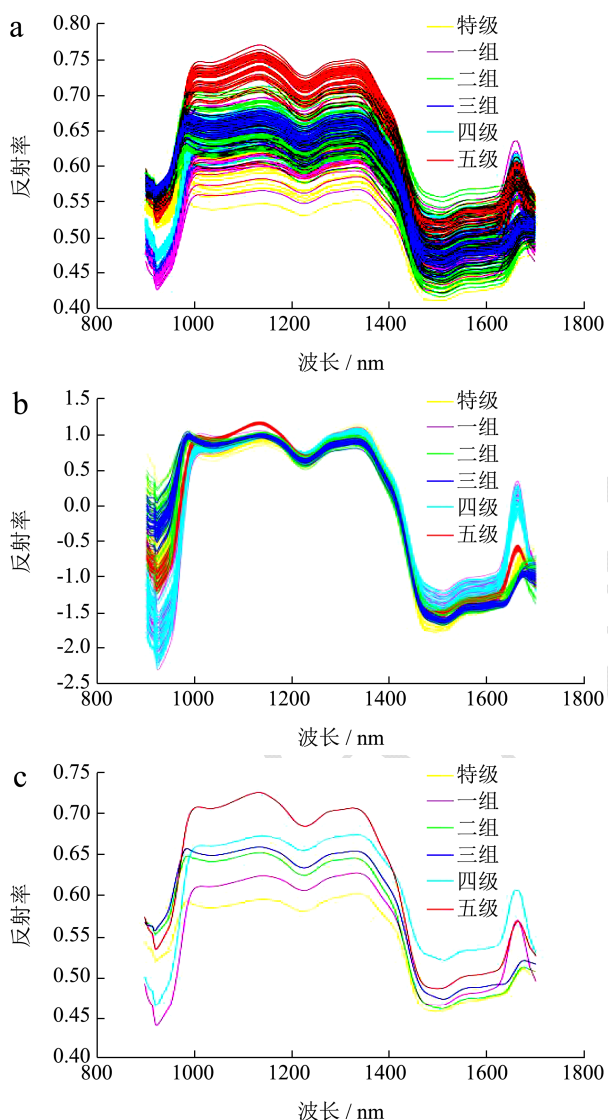 a
0.80
0.75
0.70
0.65
0.60
0.55
0.50
0.45
0.40
反射率
特级
一组
二组
三组
四级
五级
800
1000
1200
1400
1600
1800
波长 / nm
b
1.5
1.0
0.5
0.0
-0.5
-1.0
-1.5
-2.0
-2.5
反射率
特级
一组
二组
三组
四级
五级
800
1000
1200
1400
1600
1800
波长 / nm
c
0.75
0.70
0.65
0.60
0.55
0.50
0.45
0.40
反射率
特级
一组
二组
三组
四级
五级
800
1000
1200
1400
1600
1800
波长 / nm